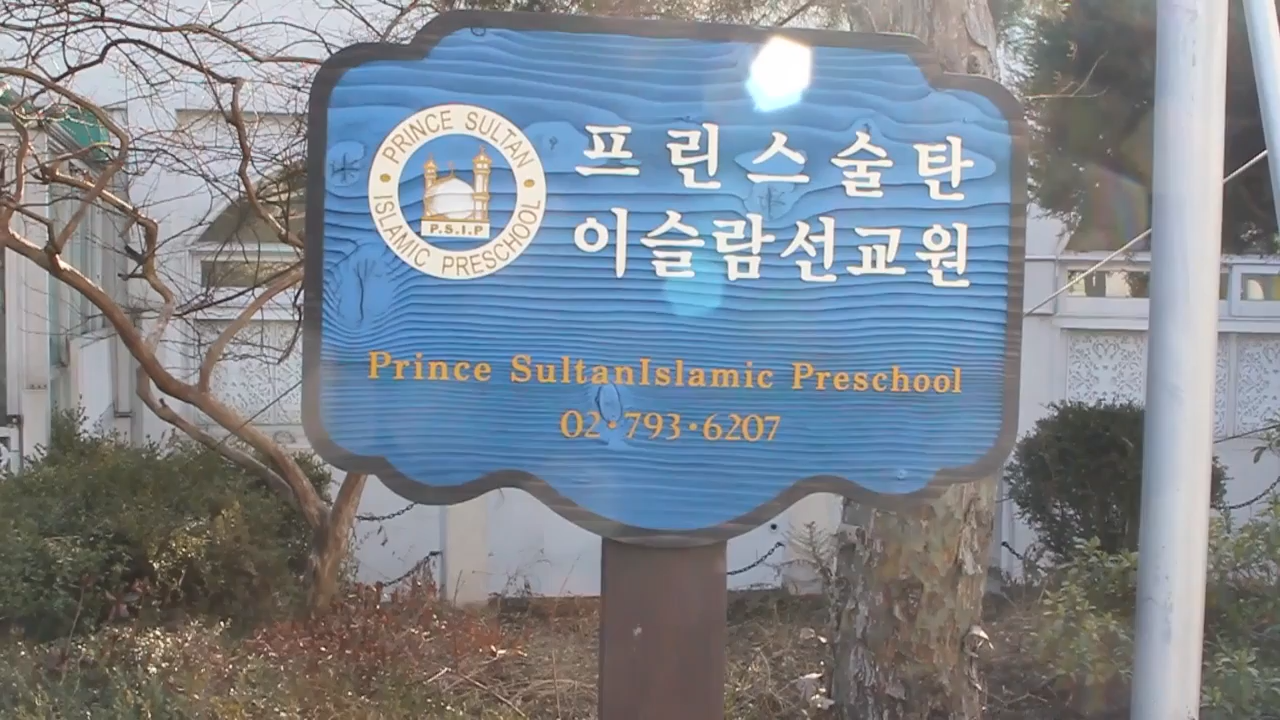 PRINCE SULTAN
ISLAMIC PRESCHOOL
P.S.I.P
프린스술탄
이슬람선교원
Prince SultanIslamic Preschool
02·793·6207